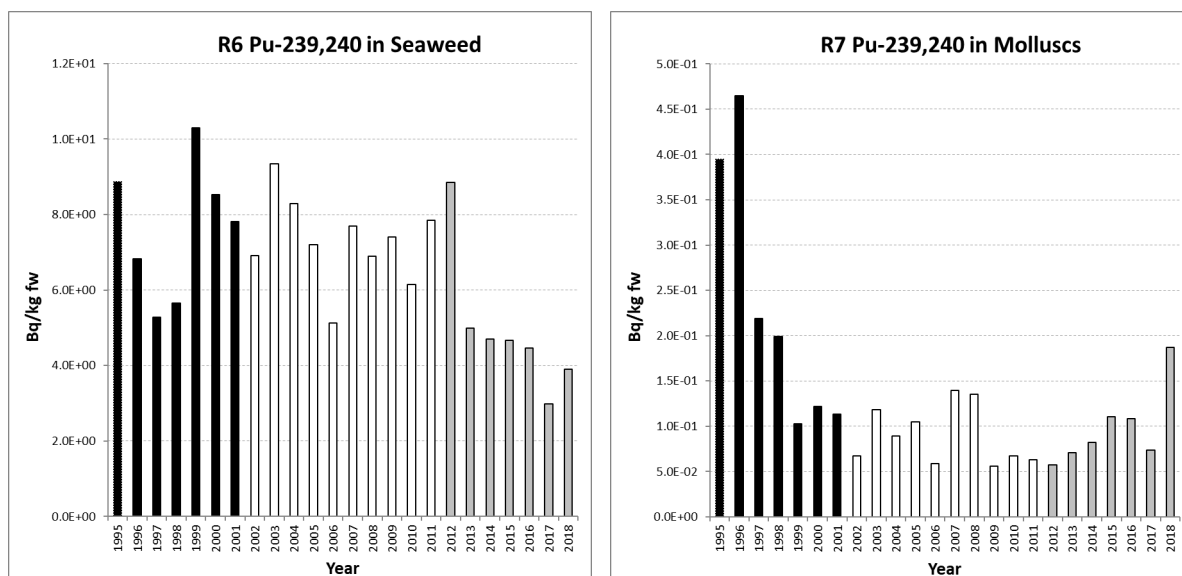 R6 Pu-239,240 in Seaweed
1.2E+01
1.0E+01
8.0E+00
6.0E+00
4.0E+00
2.0E+00
0.0E+00
Bq/kg fw
1995 1996 1997 1998 1999 2000 2001 2002 2003 2004 2005 2006 2007 2008 2009 2010 2011 2012 2013 2014 2015 2016 2017 2018
Year
R7 Pu-239,240 in Molluscs
5.0E-01
4.5E-01
4.0E-01
3.5E-01
3.0E-01
2.5E-01
2.0E-01
1.5E-01
1.0E-01
5.0E-02
0.0E+00
Bq/kg fw
1995 1996 1997 1998 1999 2000 2001 2002 2003 2004 2005 2006 2007 2008 2009 2010 2011 2012 2013 2014 2015 2016 2017 2018
Year